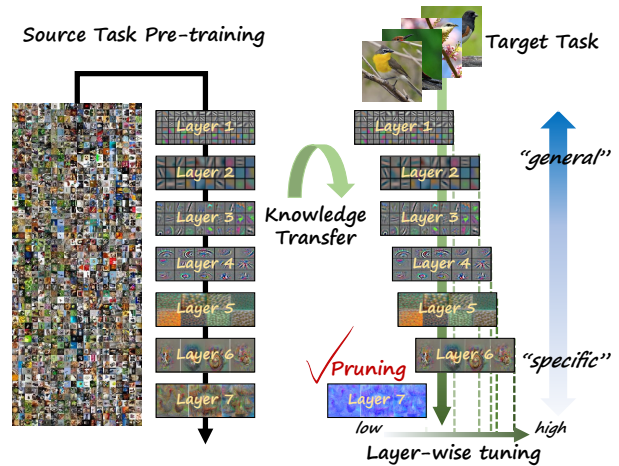 Source Task Pre-training
Target Task
Layer 1
Layer 2
Layer 3
Layer 4
Layer 5
Layer 6
Layer 7
Knowledge
Transfer
Layer 1
Layer 2
Layer 3
Layer 4
Layer 5
Layer 6
Pruning
Layer 7
"general"
"specific"
low
high
Layer-wise tuning